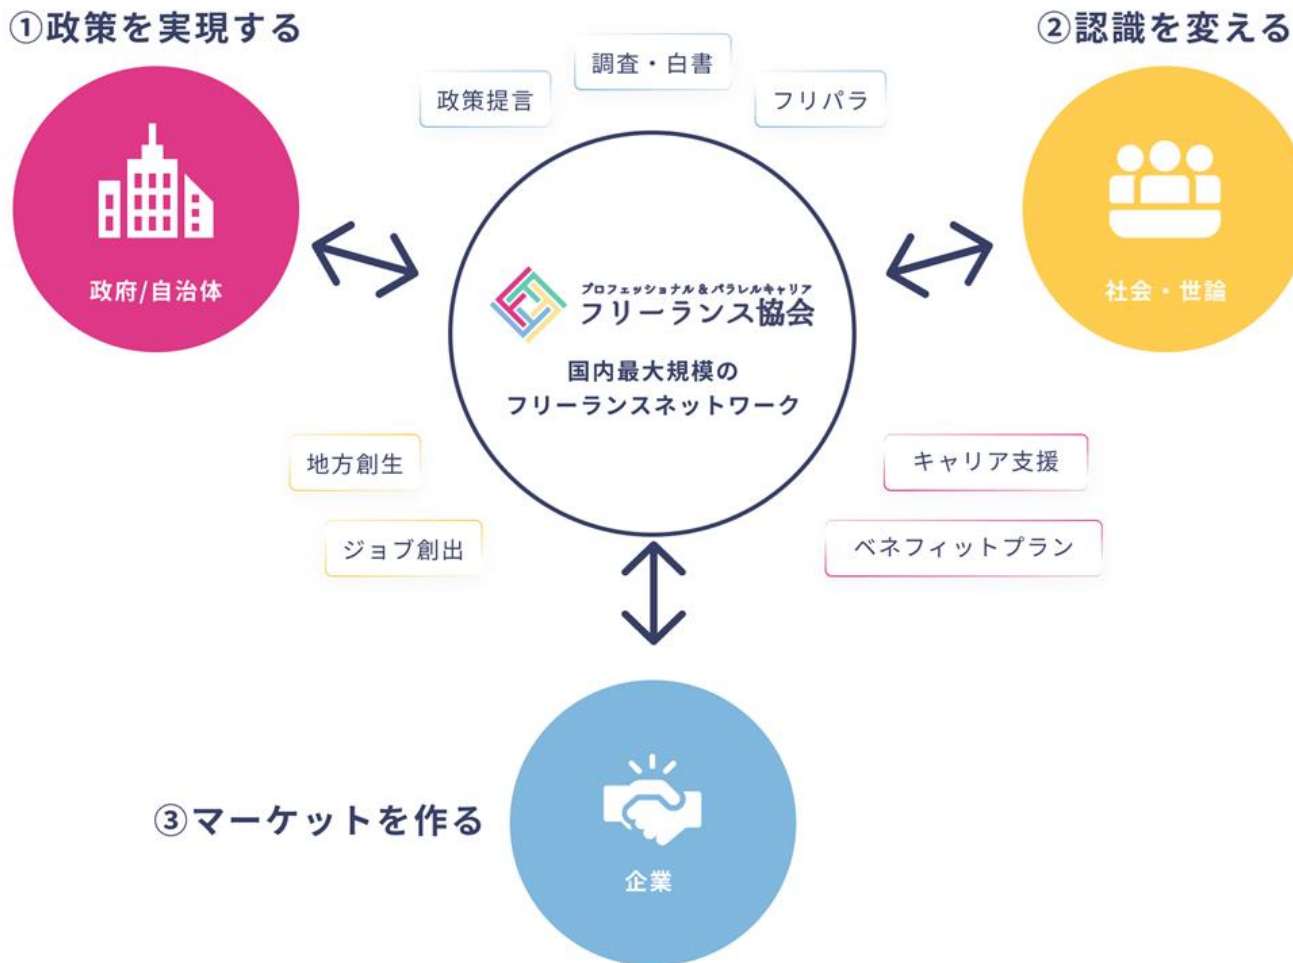 ①政策を実現する
②認識を変える
調査・白書
政策提言
フリパラ
政府/自治体
社会・世論
プロフェッショナル&パラレルキャリア
フリーランス協会
国内最大規模の
フリーランスネットワーク
地方創生
キャリア支援
ジョブ創出
ベネフィットプラン
③マーケットを作る
企業